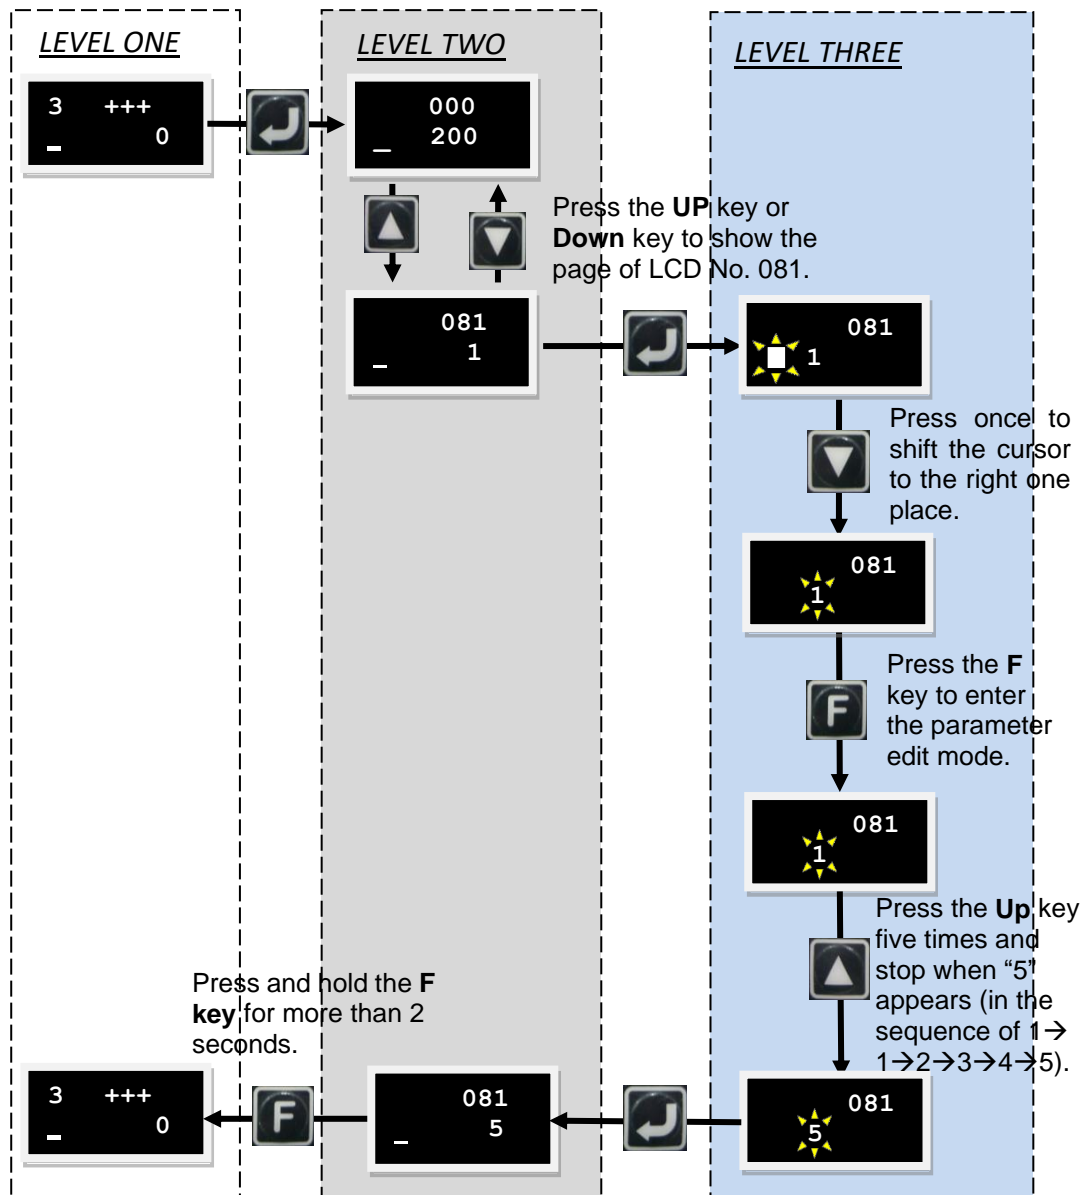 LEVEL ONE
LEVEL TWO
LEVEL THREE
3 +++
_ 0
000
_ 200
Press the UP key or
Down key to show the
page of LCD No. 081.
081
_ 1
081
1
Press once to
shift the cursor
to the right one
place.
081
1
Press the F
key to enter
the parameter
edit mode.
F
081
1
Press the Up key
five times and
stop when “5”
appears (in the
sequence of 1→
1→2→3→4→5).
Press and hold the F
key for more than 2
seconds.
3 +++
_ 0
F
081
_ 5
081
5